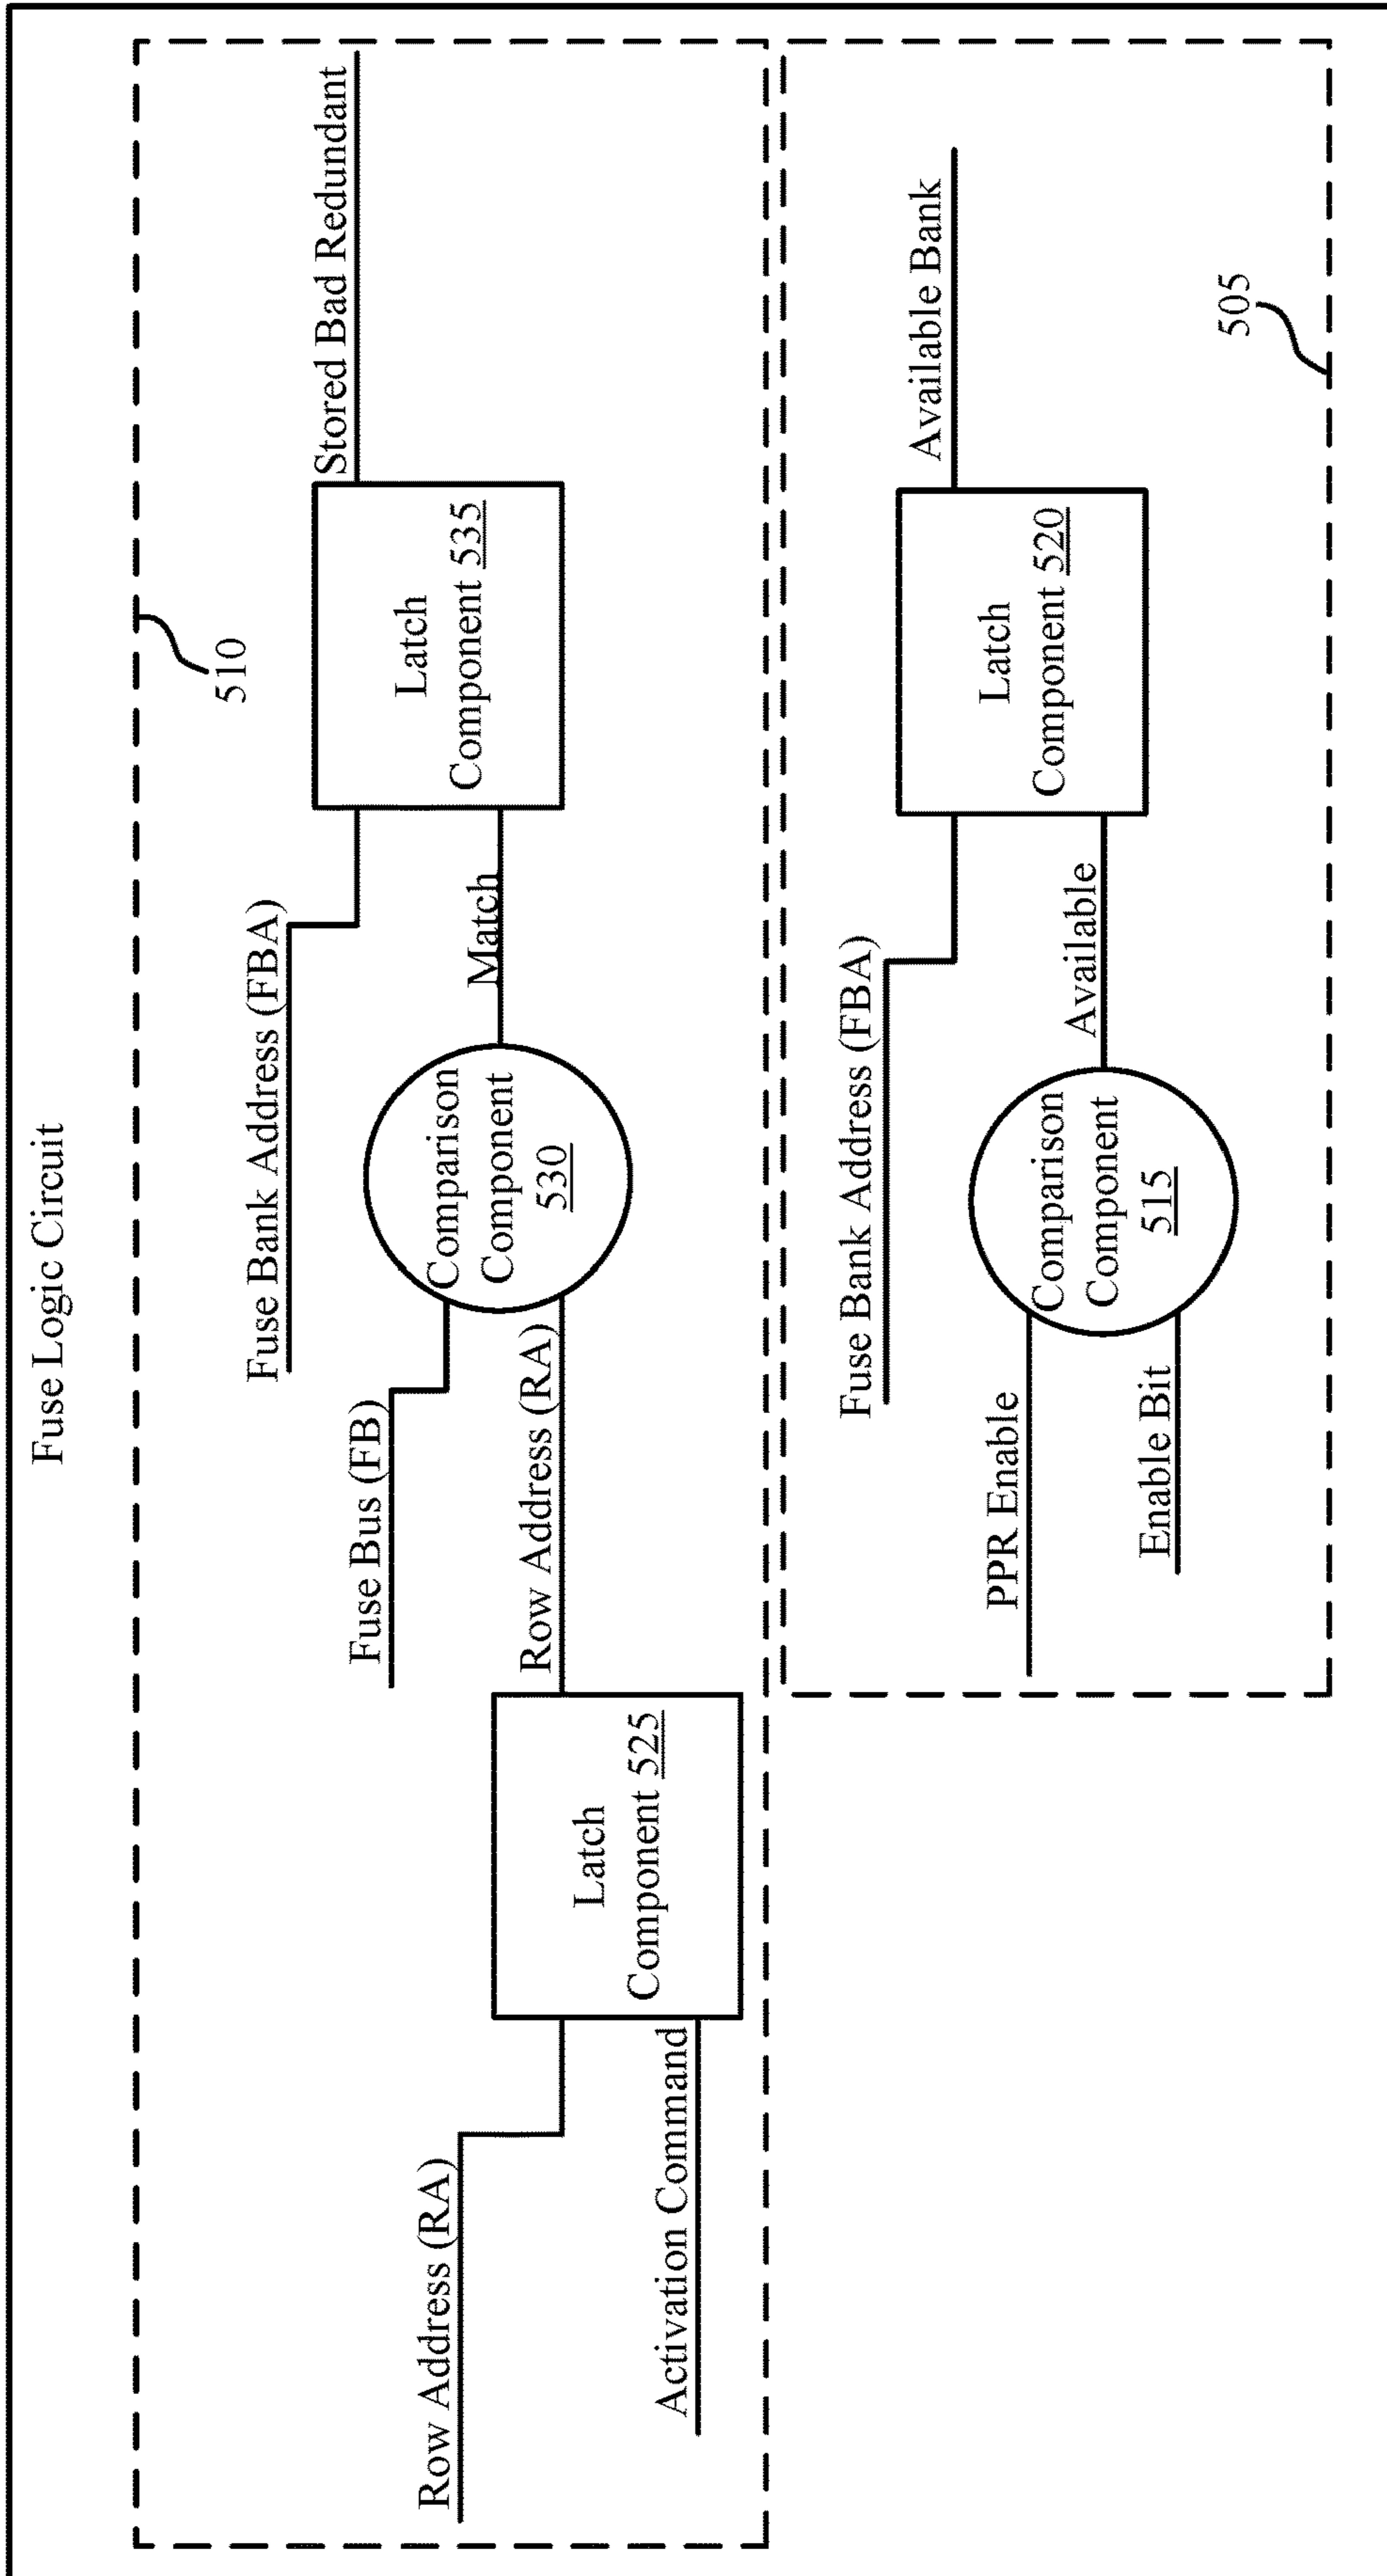 Fuse Logic Circuit
510
Stored Bad Redundant
Fuse Bank Address (FBA)
Latch
Component 535
Match
Fuse Bus (FB)
Comparison
Component
530
Row Address (RA)
Row Address (RA)
Latch
Component 525
Activation Command
Available Bank
505
Fuse Bank Address (FBA)
Latch
Component 520
Available
PPR Enable
Comparison
Component
515
Enable Bit